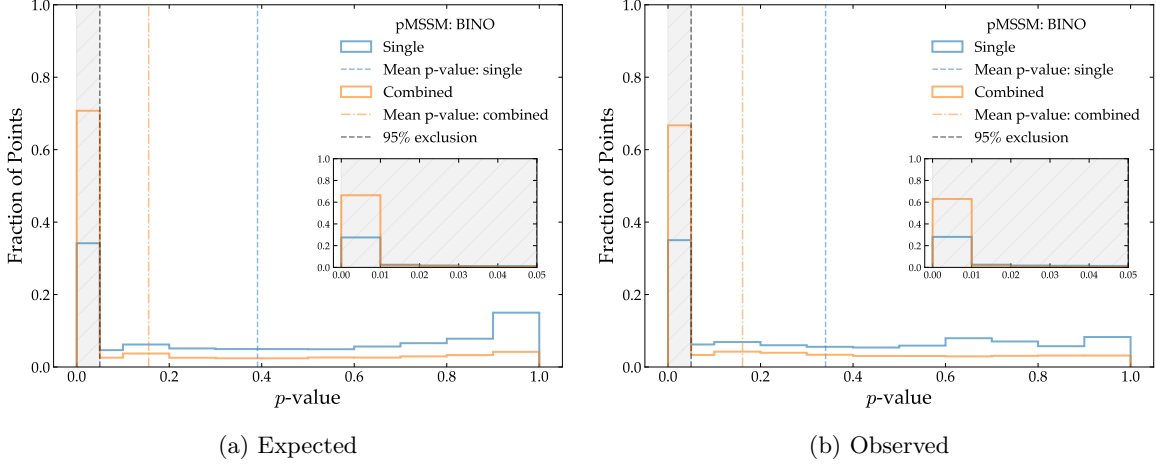 pMSSM: BINO
Single
Mean p-value: single
Combined
Mean p-value: combined
95% exclusion
Fraction of Points
1.0
0.8
0.6
0.4
0.2
0.0
1.0
0.8
0.6
0.4
0.2
0.0
0.00 0.01 0.02 0.03 0.04 0.05
0.0 0.2 0.4 0.6 0.8 1.0
p-value
(a) Expected
pMSSM: BINO
Single
Mean p-value: single
Combined
Mean p-value: combined
95% exclusion
Fraction of Points
1.0
0.8
0.6
0.4
0.2
0.0
1.0
0.8
0.6
0.4
0.2
0.0
0.00 0.01 0.02 0.03 0.04 0.05
0.0 0.2 0.4 0.6 0.8 1.0
p-value
(b) Observed